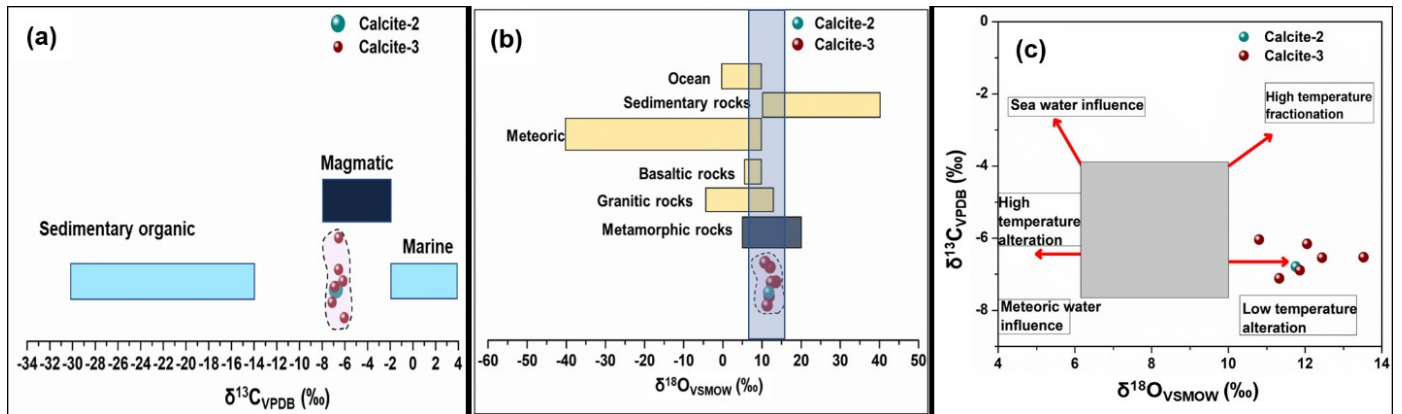 (a)
Calcite-2
Calcite-3
Magmatic
Sedimentary organic
Marine
-34 -32 -30 -28 -26 -24 -22 -20 -18 -16 -14 -12 -10 -8 -6 -4 -2 0 2 4
δ¹³C_VPDB (‰)
(b)
Calcite-2
Calcite-3
Ocean
Sedimentary rocks
Meteoric
Basaltic rocks
Granitic rocks
Metamorphic rocks
-60 -50 -40 -30 -20 -10 0 10 20 30 40 50
δ¹⁸O_VSMOW (‰)
(c)
Calcite-2
Calcite-3
Sea water influence
High temperature
fractionation
High
temperature
alteration
Meteoric water
influence
Low temperature
alteration
0
-2
-4
-6
-8
δ¹³C_VPDB (‰)
4 6 8 10 12 14
δ¹⁸O_VSMOW (‰)